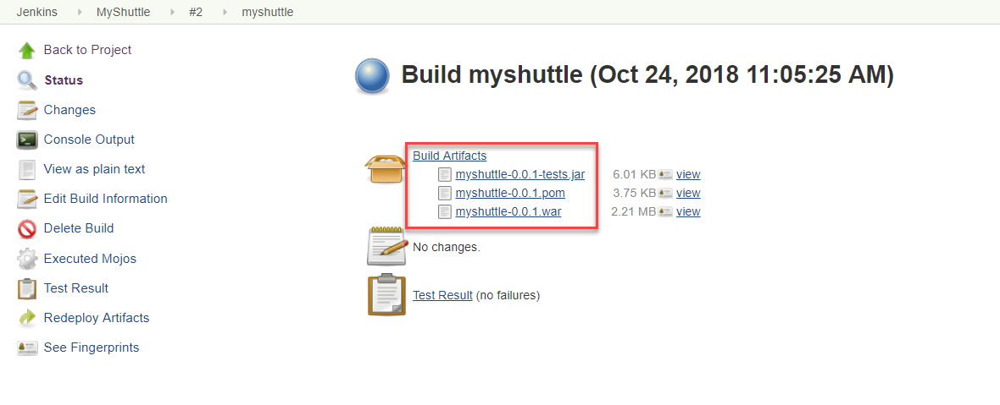 Jenkins MyShuttle #2 myshuttle
Back to Project
Status
Changes
Console Output
View as plain text
Edit Build Information
Delete Build
Executed Mojos
Test Result
Redeploy Artifacts
See Fingerprints
Build myshuttle (Oct 24, 2018 11:05:25 AM)
Build Artifacts
myshuttle-0.0.1-tests.jar 6.01 KB view
myshuttle-0.0.1.pom 3.75 KB view
myshuttle-0.0.1.war 2.21 MB view
No changes.
Test Result (no failures)